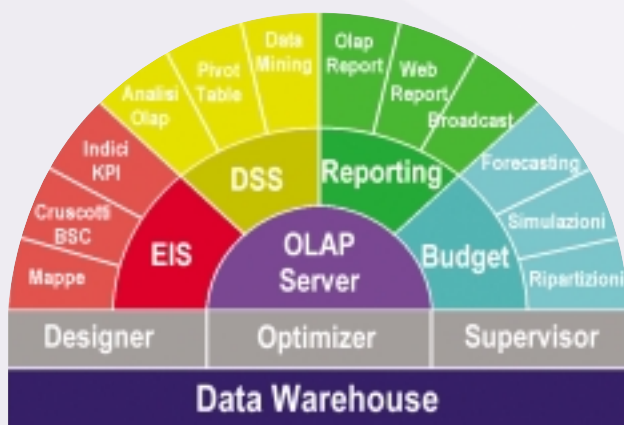 Mappe
Cruscotti
BSC
Indici
KPI
Analisi
Olap
Pivot
Table
Data
Mining
Olap
Report
Web
Report
Broadcast
Forecasting
Simulazioni
Ripartizioni
EIS
DSS
Reporting
Budget
OLAP
Server
Designer
Optimizer
Supervisor
Data Warehouse